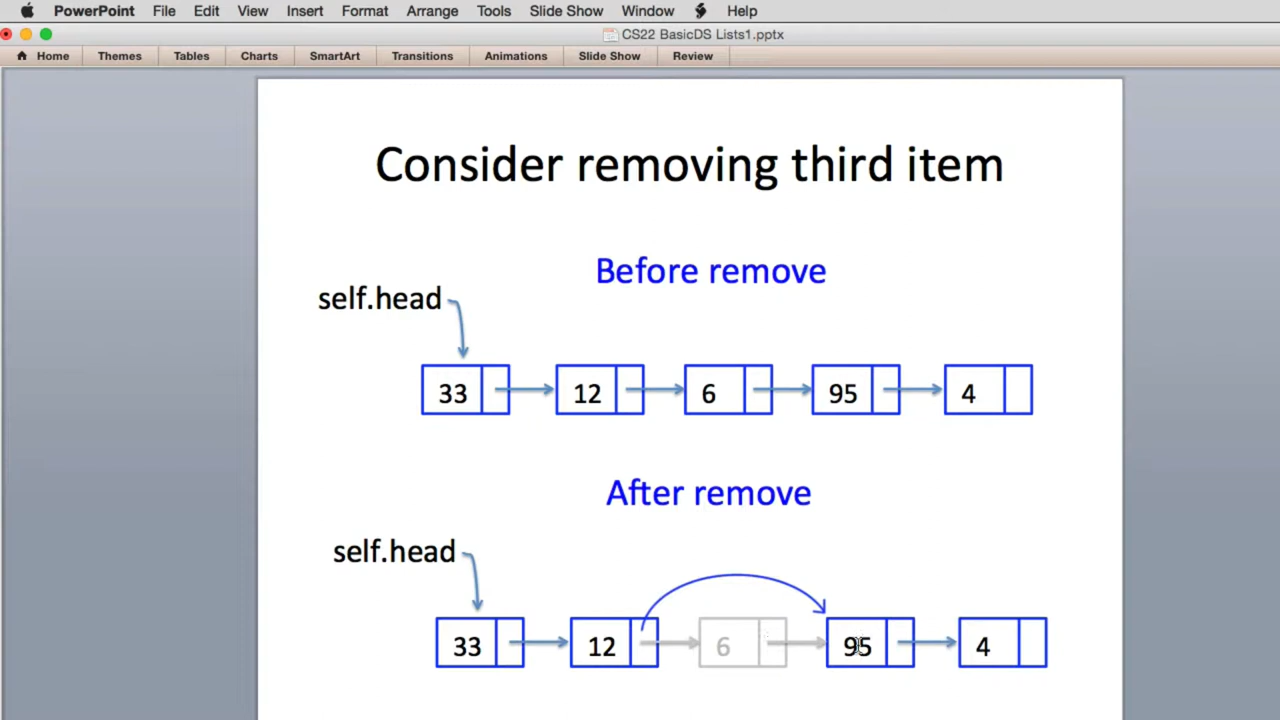 PowerPoint File Edit View Insert Format Arrange Tools Slide Show Window Help
CS22 BasicDS Lists1.pptx
Home Themes Tables Charts SmartArt Transitions Animations Slide Show Review
Consider removing third item
Before remove
self.head
33 12 6 95 4
After remove
self.head
33 12 6 95 4